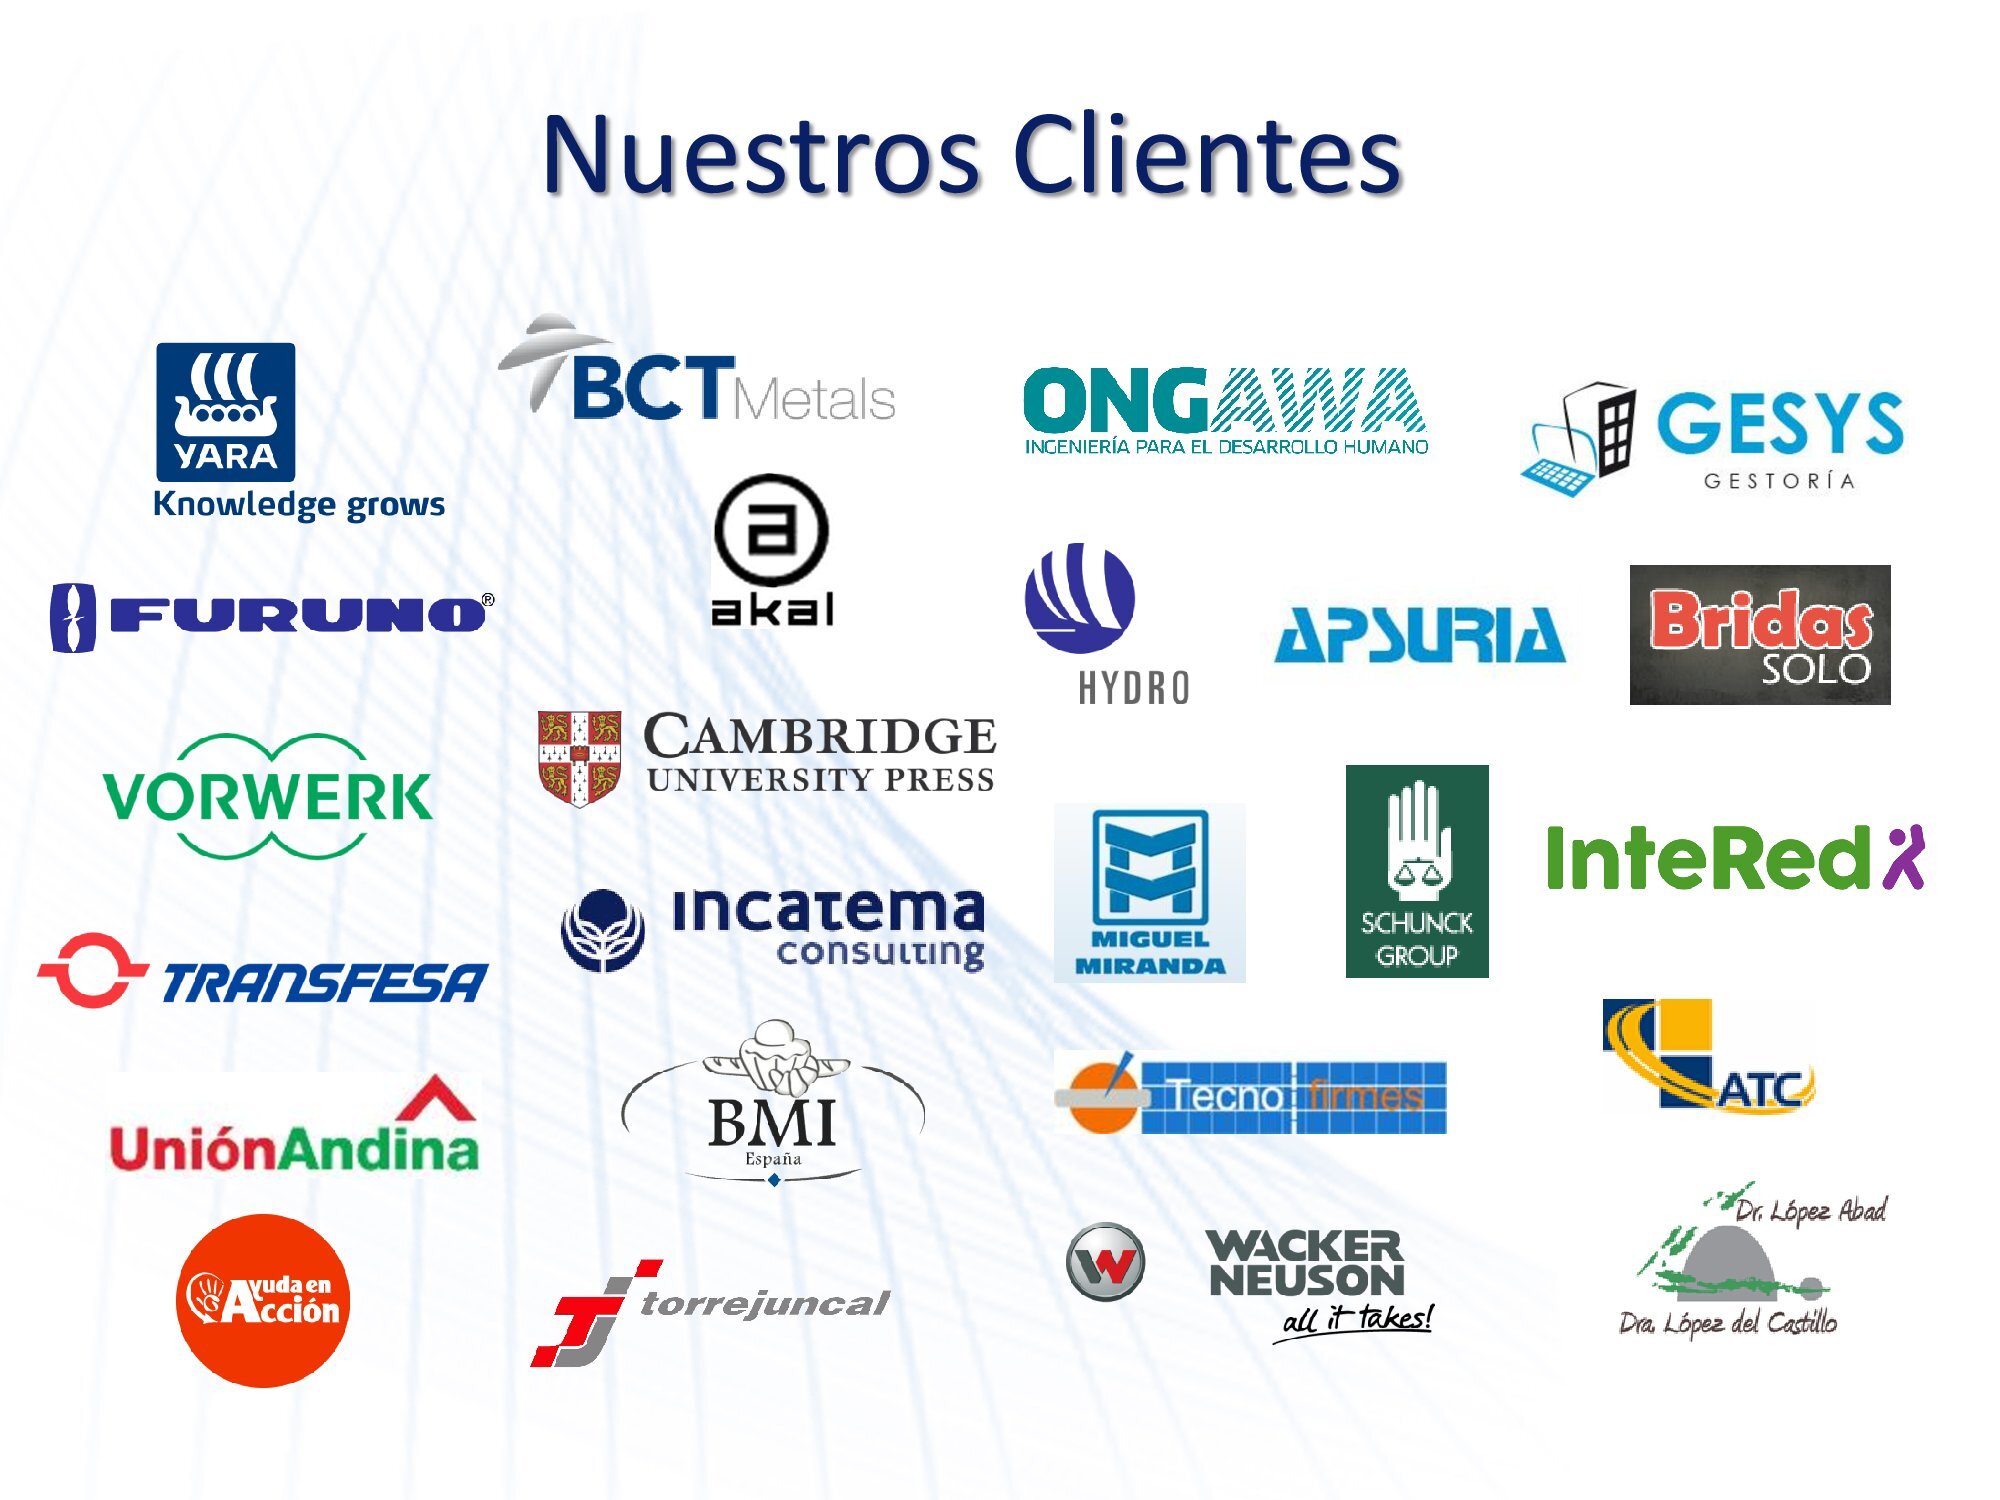 Nuestros Clientes
YARA
Knowledge grows
BCT Metals
ONGAWA
INGENIERÍA PARA EL DESARROLLO HUMANO
GESYS
GESTORÍA
FURUNO®
a
akal
HYDRO
APSURIA
Bridas
SOLO
VORWERK
CAMBRIDGE
UNIVERSITY PRESS
MIGUEL
MIRANDA
SCHUNCK
GROUP
InteRed
TRANSFESA
incatema
consulting
UniónAndina
BMI
España
Tecnofirmes
ATC
Ayuda en
Acción
torrejuncal
W
WACKER
NEUSON
all it takes!
Dr. López Abad
Dra. López del Castillo